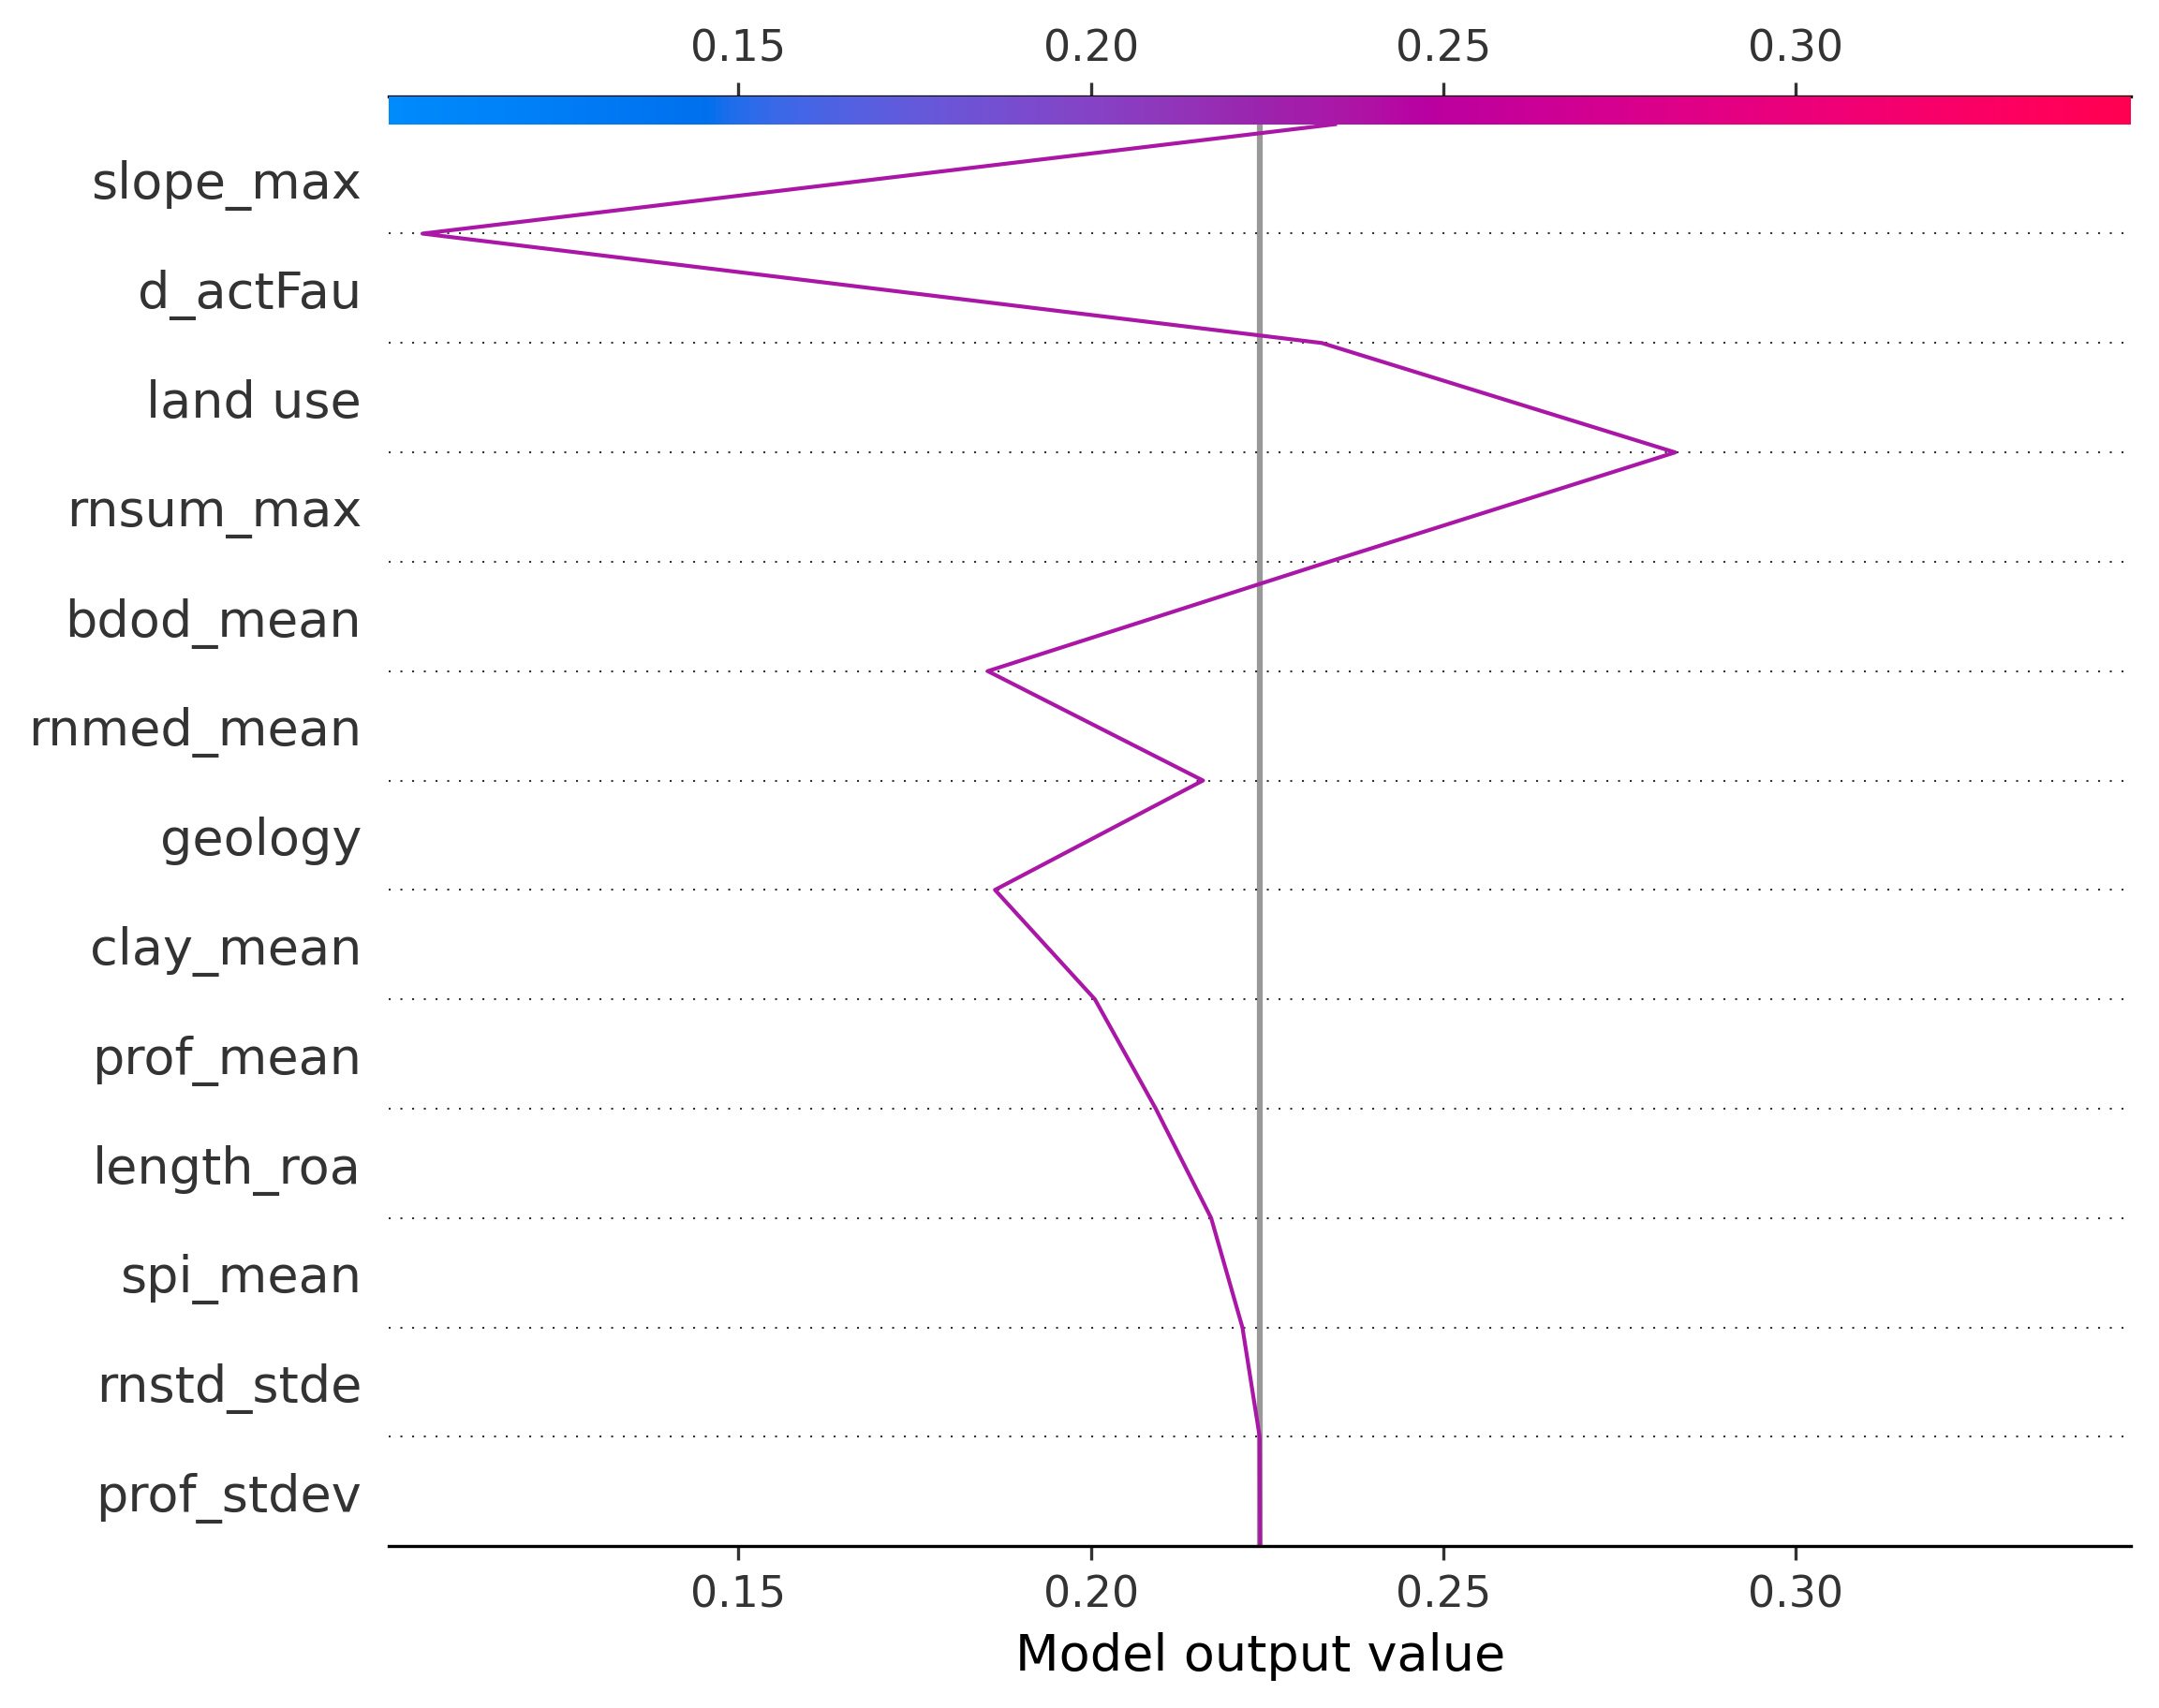 0.15 0.20 0.25 0.30
slope_max
d_actFau
land use
rnsum_max
bdod_mean
rnmed_mean
geology
clay_mean
prof_mean
length_roa
spi_mean
rnstd_stde
prof_stdev
0.15 0.20 0.25 0.30
Model output value